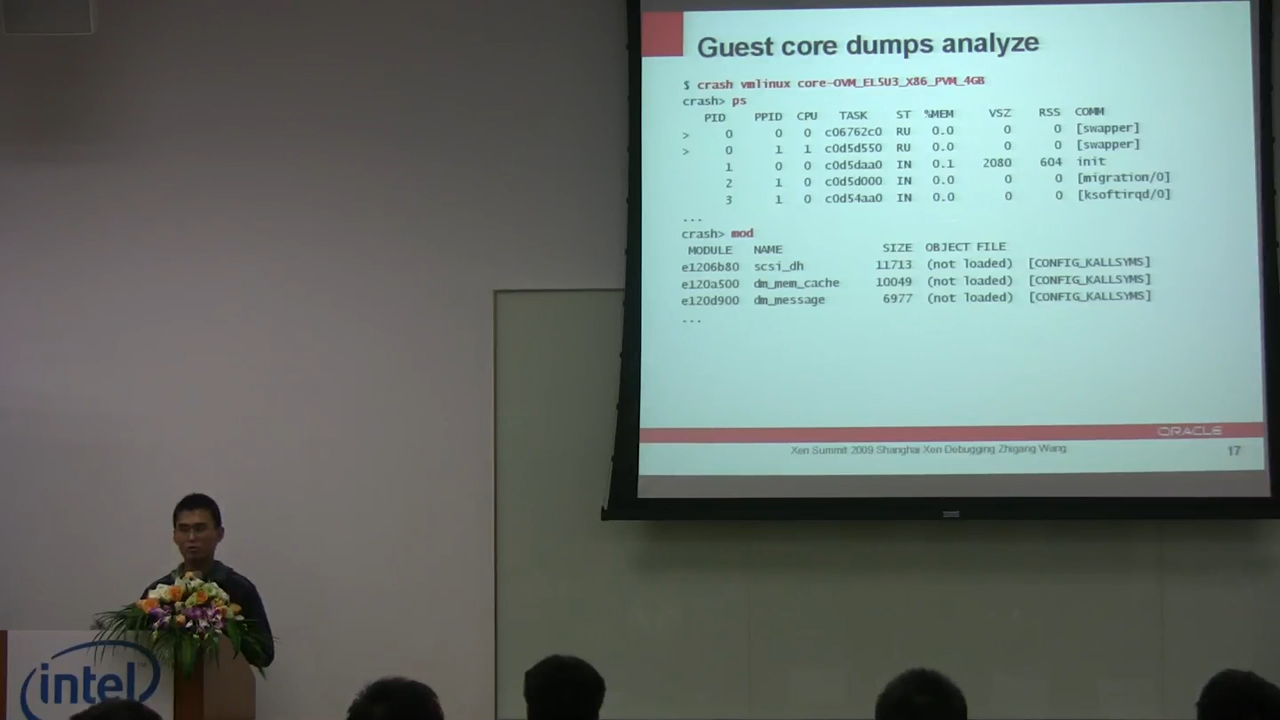 Guest core dumps analyze
$ crash vmlinux core-OVM_EL5U3_X86_PVM_4GB
crash> ps
PID PPID CPU TASK ST %MEM VSZ RSS COMM
> 0 0 0 c06762c0 RU 0.0 0 0 [swapper]
> 0 1 1 c0d5d550 RU 0.0 0 0 [swapper]
1 0 0 c0d5daa0 IN 0.1 2080 604 init
2 1 0 c0d5d000 IN 0.0 0 0 [migration/0]
3 1 0 c0d54aa0 IN 0.0 0 0 [ksoftirqd/0]
...
crash> mod
MODULE NAME SIZE OBJECT FILE
e1206b80 scsi_dh 11713 (not loaded) [CONFIG_KALLSYMS]
e120a500 dm_mem_cache 10049 (not loaded) [CONFIG_KALLSYMS]
e120d900 dm_message 6977 (not loaded) [CONFIG_KALLSYMS]
...
ORACLE
Xen Summit 2009 Shanghai Xen Debugging Zhigang Wang 17
intel